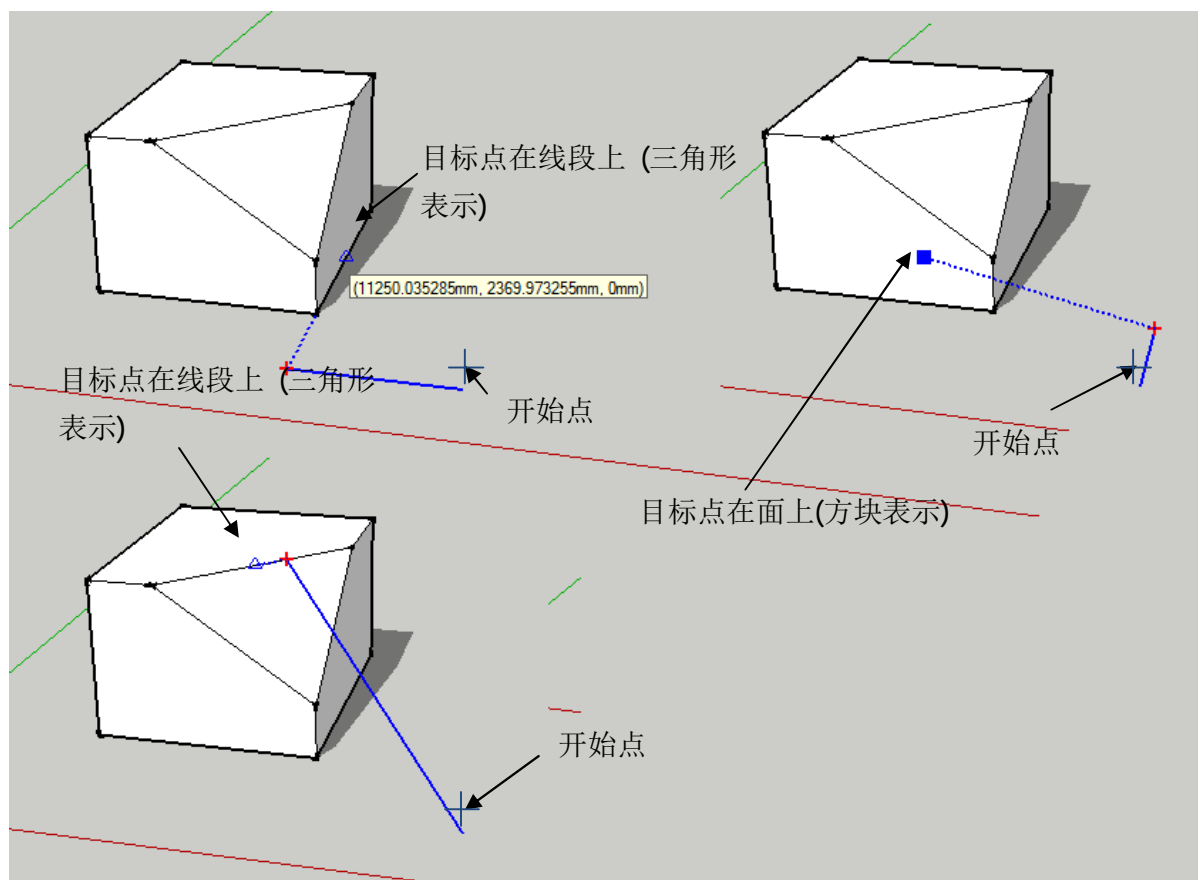 目标点在线段上 (三角形
表示)
(11250.035285mm, 2369.973255mm, 0mm)
目标点在线段上 (三角形
表示)
开始点
开始点
目标点在面上(方块表示)
开始点